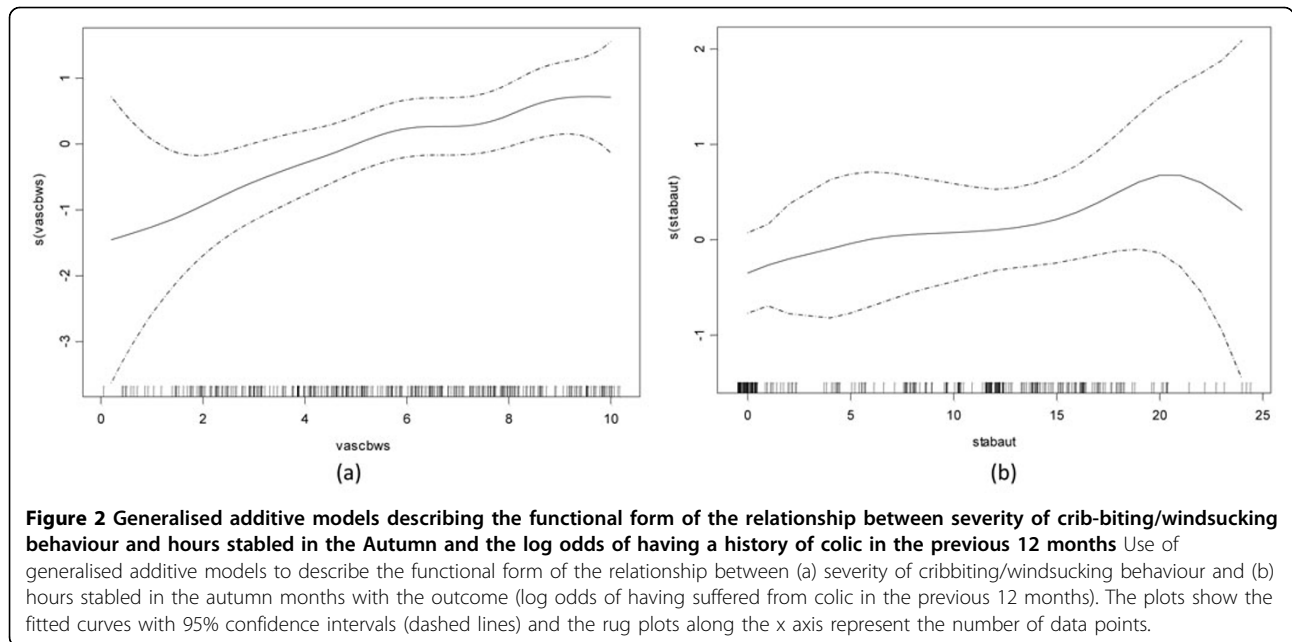 1
0
-1
-2
-3
s(vascbws)
0
2
4
6
8
10
vascbws
(a)
2
1
0
-1
s(stabaut)
0
5
10
15
20
25
stabaut
(b)
Figure 2 Generalised additive models describing the functional form of the relationship between severity of crib-biting/windsucking
behaviour and hours stabled in the Autumn and the log odds of having a history of colic in the previous 12 months Use of
generalised additive models to describe the functional form of the relationship between (a) severity of cribbiting/windsucking behaviour and (b)
hours stabled in the autumn months with the outcome (log odds of having suffered from colic in the previous 12 months). The plots show the
fitted curves with 95% confidence intervals (dashed lines) and the rug plots along the x axis represent the number of data points.